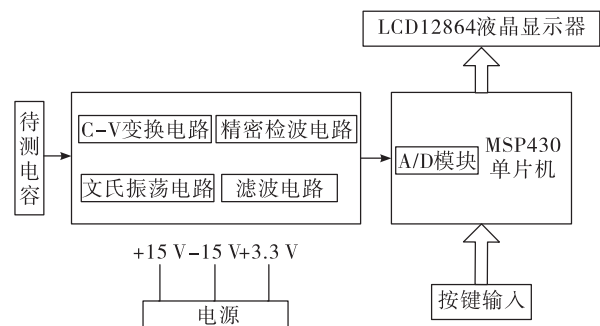 LCD12864液晶显示器
待测电容
C-V变换电路
精密检波电路
文氏振荡电路
滤波电路
A/D模块
MSP430
单片机
+15 V-15 V+3.3 V
电源
按键输入